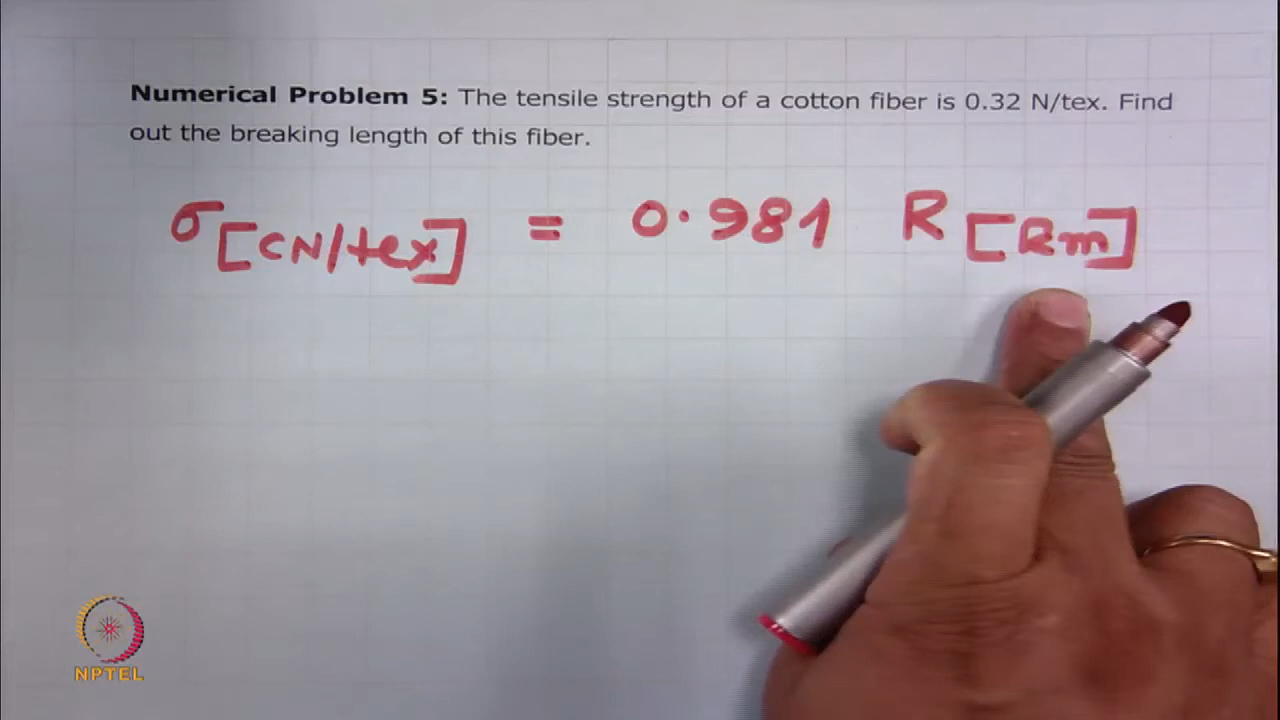 Numerical Problem 5: The tensile strength of a cotton fiber is 0.32 N/tex. Find
out the breaking length of this fiber.
σ [CN/tex] = 0.981 R [km]
NPTEL